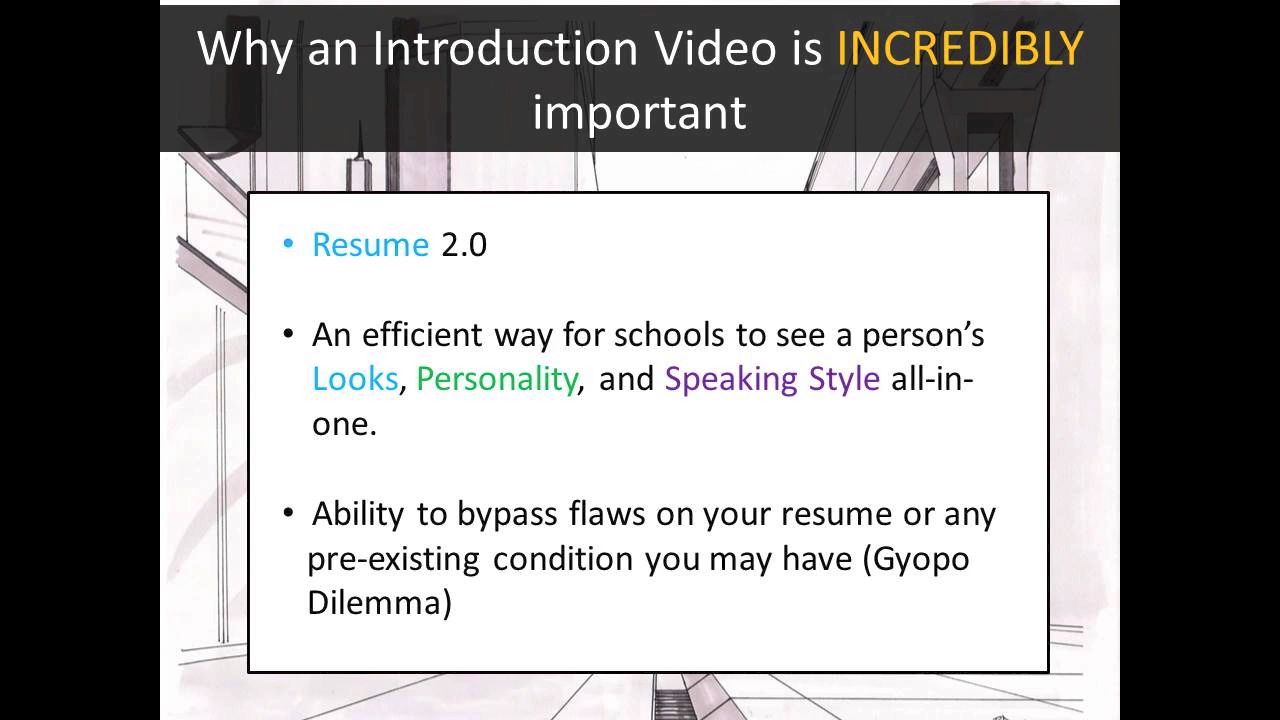 Why an Introduction Video is INCREDIBLY
important
• Resume 2.0
• An efficient way for schools to see a person’s
Looks, Personality, and Speaking Style all-in-
one.
• Ability to bypass flaws on your resume or any
pre-existing condition you may have (Gyopo
Dilemma)